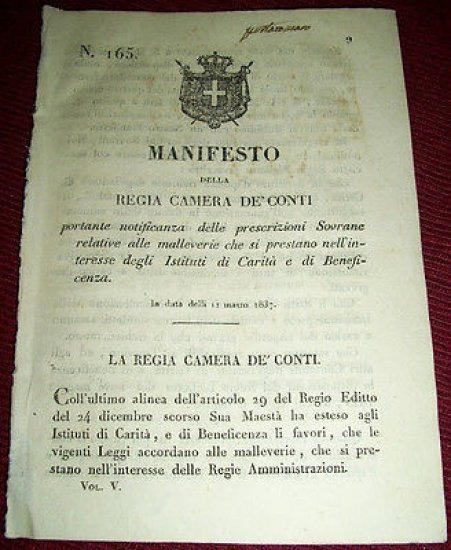 9
N. 165.
MANIFESTO
DELLA
REGIA CAMERA DE' CONTI
portante notificanza delle prescrizioni Sovrane
relative alle malleverie che si prestano nell'in-
teresse degli Istituti di Carità e di Benefi-
cenza.
In data delli 11 marzo 1837.
LA REGIA CAMERA DE' CONTI.
Coll'ultimo alinea dell'articolo 29 del Regio Editto
del 24 dicembre scorso Sua Maestà ha esteso agli
Istituti di Carità, e di Beneficenza li favori, che le
vigenti Leggi accordano alle malleverie, che si pre-
stano nell'interesse delle Regie Amministrazioni.
VOL. V.